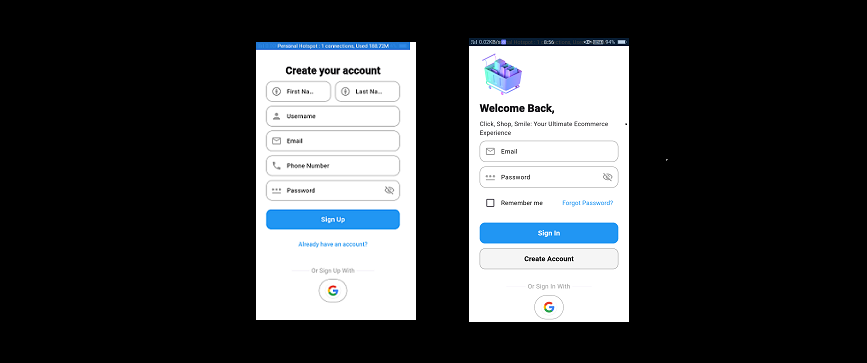 Personal Hotspot : 1 connections, Used 188.72M
Create your account
First Na...
Last Na...
Username
Email
Phone Number
Password
Sign Up
Already have an account?
Or Sign Up With
0.02KB/s
8:56
94%
Welcome Back,
Click, Shop, Smile: Your Ultimate Ecommerce
Experience
Email
Password
Remember me
Forgot Password?
Sign In
Create Account
Or Sign In With